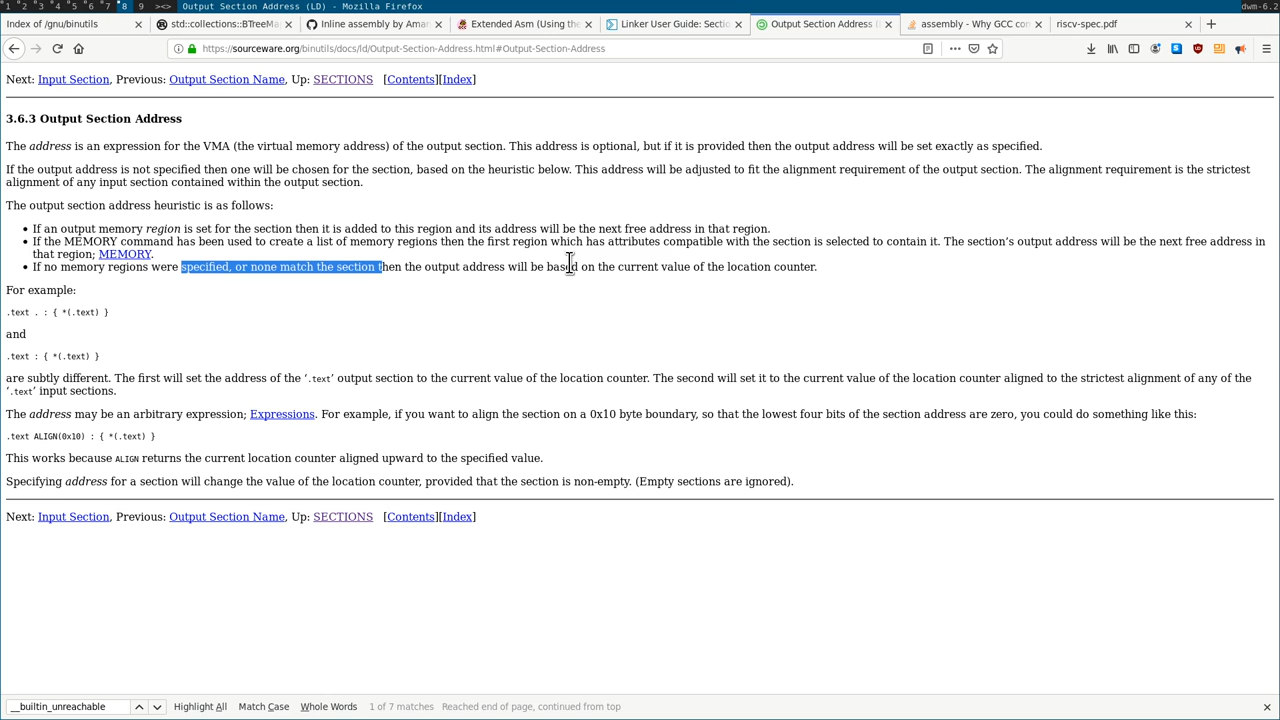 1 2 3 4 5 6 7 8 9 ><> Output Section Address (LD) - Mozilla Firefox dwm-6.2
Index of /gnu/binutils std::collections::BTreeMa Inline assembly by Aman Extended Asm (Using the Linker User Guide: Sectio Output Section Address ( assembly - Why GCC con riscv-spec.pdf
https://sourceware.org/binutils/docs/ld/Output-Section-Address.html#Output-Section-Address
Next: Input Section, Previous: Output Section Name, Up: SECTIONS [Contents][Index]
3.6.3 Output Section Address
The address is an expression for the VMA (the virtual memory address) of the output section. This address is optional, but if it is provided then the output address will be set exactly as specified.
If the output address is not specified then one will be chosen for the section, based on the heuristic below. This address will be adjusted to fit the alignment requirement of the output section. The alignment requirement is the strictest
alignment of any input section contained within the output section.
The output section address heuristic is as follows:
• If an output memory region is set for the section then it is added to this region and its address will be the next free address in that region.
• If the MEMORY command has been used to create a list of memory regions then the first region which has attributes compatible with the section is selected to contain it. The section’s output address will be the next free address in
that region; MEMORY.
• If no memory regions were specified, or none match the section then the output address will be based on the current value of the location counter.
For example:
.text . : { *(.text) }
and
.text : { *(.text) }
are subtly different. The first will set the address of the ‘.text’ output section to the current value of the location counter. The second will set it to the current value of the location counter aligned to the strictest alignment of any of the
‘.text’ input sections.
The address may be an arbitrary expression; Expressions. For example, if you want to align the section on a 0x10 byte boundary, so that the lowest four bits of the section address are zero, you could do something like this:
.text ALIGN(0x10) : { *(.text) }
This works because ALIGN returns the current location counter aligned upward to the specified value.
Specifying address for a section will change the value of the location counter, provided that the section is non-empty. (Empty sections are ignored).
Next: Input Section, Previous: Output Section Name, Up: SECTIONS [Contents][Index]
__builtin_unreachable Highlight All Match Case Whole Words 1 of 7 matches Reached end of page, continued from top